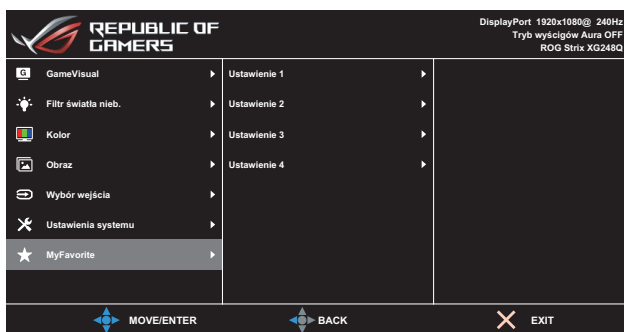 REPUBLIC OF
GAMERS
DisplayPort 1920x1080@ 240Hz
Tryb wyścigów Aura OFF
ROG Strix XG248Q
G GameVisual
Filtr światła nieb.
Kolor
Obraz
Wybór wejścia
Ustawienia systemu
MyFavorite
Ustawienie 1
Ustawienie 2
Ustawienie 3
Ustawienie 4
MOVE/ENTER
BACK
EXIT